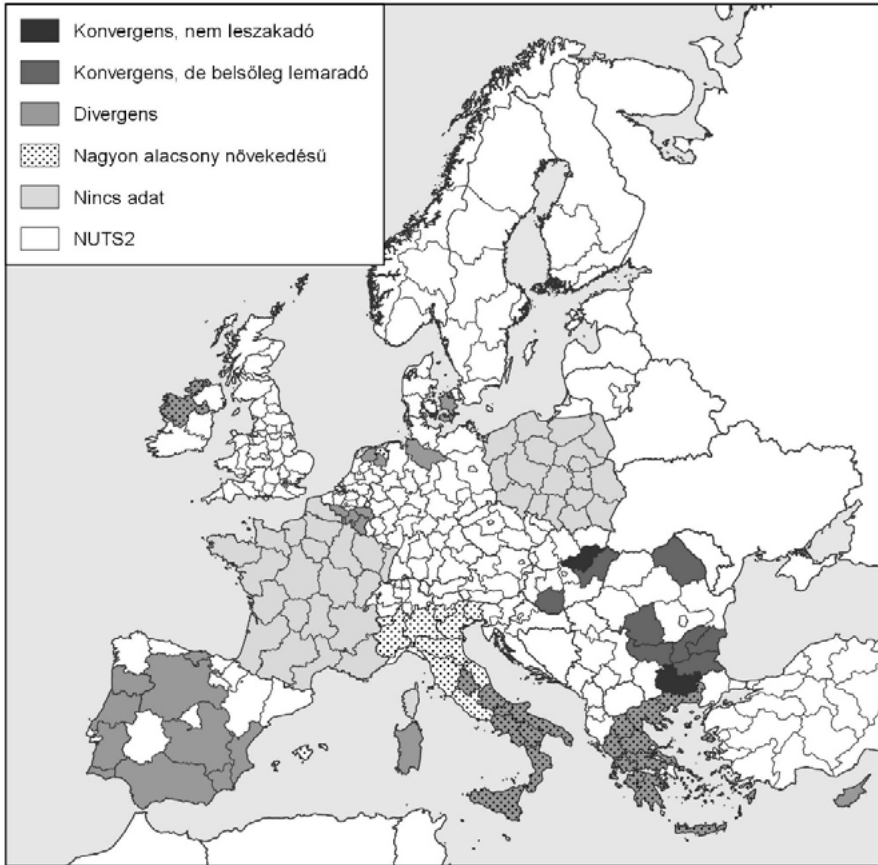 Konvergens, nem leszakadó
Konvergens, de belsőleg lemaradó
Divergens
Nagyon alacsony növekedésű
Nincs adat
NUTS2